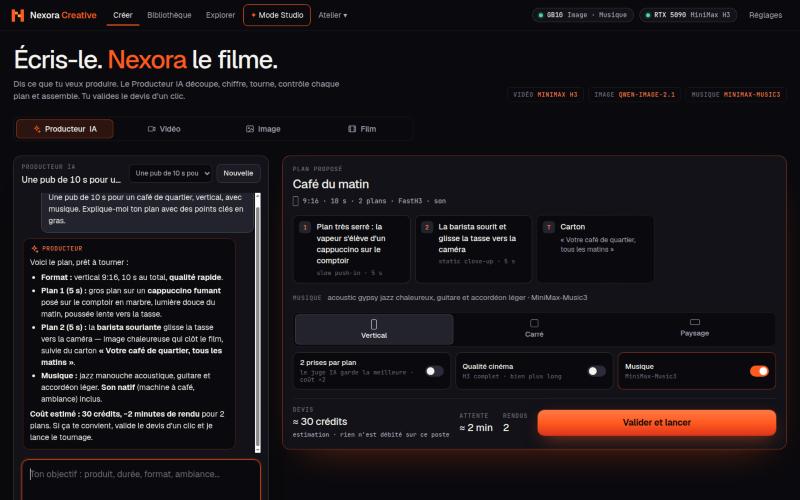 Nexora Creative
Créer
Bibliothèque
Explorer
Mode Studio
Atelier ▾
GB10 Image · Musique
RTX 5090 MiniMax H3
Réglages
Écris-le. Nexora le filme.
Dis ce que tu veux produire. Le Producteur IA découpe, chiffre, tourne, contrôle chaque
plan et assemble. Tu valides le devis d'un clic.
VIDÉO MINIMAX H3
IMAGE QWEN-IMAGE-2.1
MUSIQUE MINIMAX-MUSIC3
Producteur IA
Vidéo
Image
Film
PRODUCTEUR IA
Une pub de 10 s pour u...
Une pub de 10 s pou
Nouvelle
Une pub de 10 s pour un café de quartier, vertical, avec
musique. Explique-moi ton plan avec des points clés en
gras.
PRODUCTEUR
Voici le plan, prêt à tourner :
• Format : vertical 9:16, 10 s au total, qualité rapide.
• Plan 1 (5 s) : gros plan sur un cappuccino fumant
posé sur le comptoir en marbre, lumière douce du
matin, poussée lente vers la tasse.
• Plan 2 (5 s) : la barista souriante glisse la tasse
vers la caméra — image chaleureuse qui clôt le film,
suivie du carton « Votre café de quartier, tous les
matins ».
• Musique : jazz manouche acoustique, guitare et
accordéon léger. Son natif (machine à café,
ambiance) inclus.
Coût estimé : 30 crédits, ~2 minutes de rendu pour 2
plans. Si ça te convient, valide le devis d'un clic et je
lance le tournage.
Ton objectif : produit, durée, format, ambiance...
PLAN PROPOSÉ
Café du matin
9:16 · 10 s · 2 plans · FastH3 · son
1
Plan très serré : la
vapeur s'élève d'un
cappuccino sur le
comptoir
slow push-in · 5 s
2
La barista sourit et
glisse la tasse vers la
caméra
static close-up · 5 s
T
Carton
« Votre café de quartier,
tous les matins »
MUSIQUE acoustic gypsy jazz chaleureux, guitare et accordéon léger · MiniMax-Music3
Vertical
Carré
Paysage
2 prises par plan
le juge IA garde la meilleure ·
coût ×2
Qualité cinéma
H3 complet · bien plus long
Musique
MiniMax-Music3
DEVIS
≈ 30 crédits
estimation · rien n'est débité sur ce poste
ATTENTE
≈ 2 min
RENDUS
2
Valider et lancer